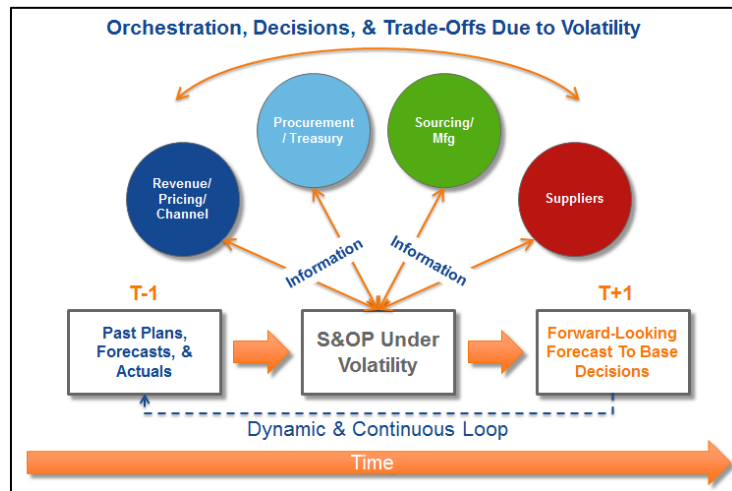 Orchestration, Decisions, & Trade-Offs Due to Volatility
Procurement
/ Treasury
Sourcing/
Mfg
Revenue/
Pricing/
Channel
Suppliers
Information
Information
T-1
T+1
Past Plans,
Forecasts, &
Actuals
S&OP Under
Volatility
Forward-Looking
Forecast To Base
Decisions
Dynamic & Continuous Loop
Time